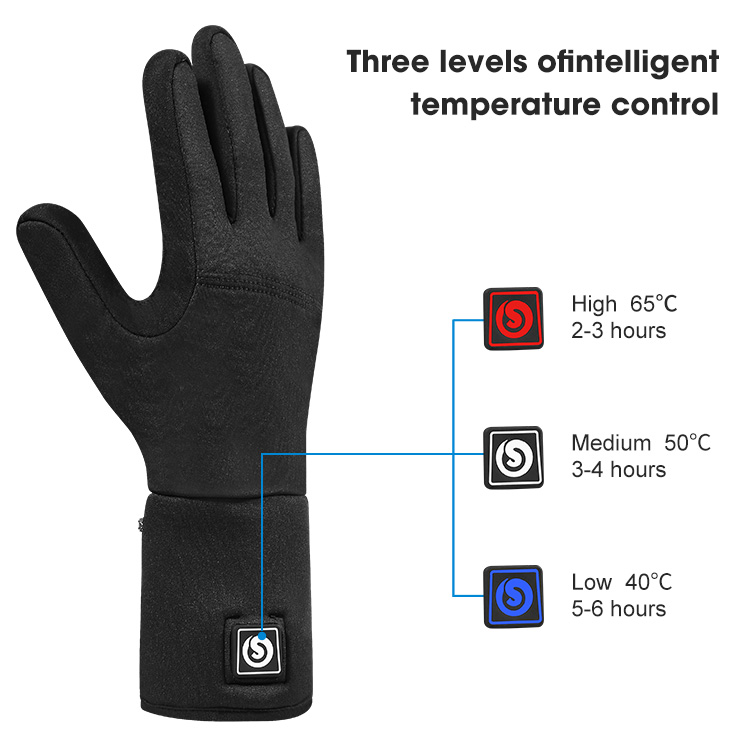 Three levels ofintelligent
temperature control
High 65°C
2-3 hours
Medium 50°C
3-4 hours
Low 40°C
5-6 hours